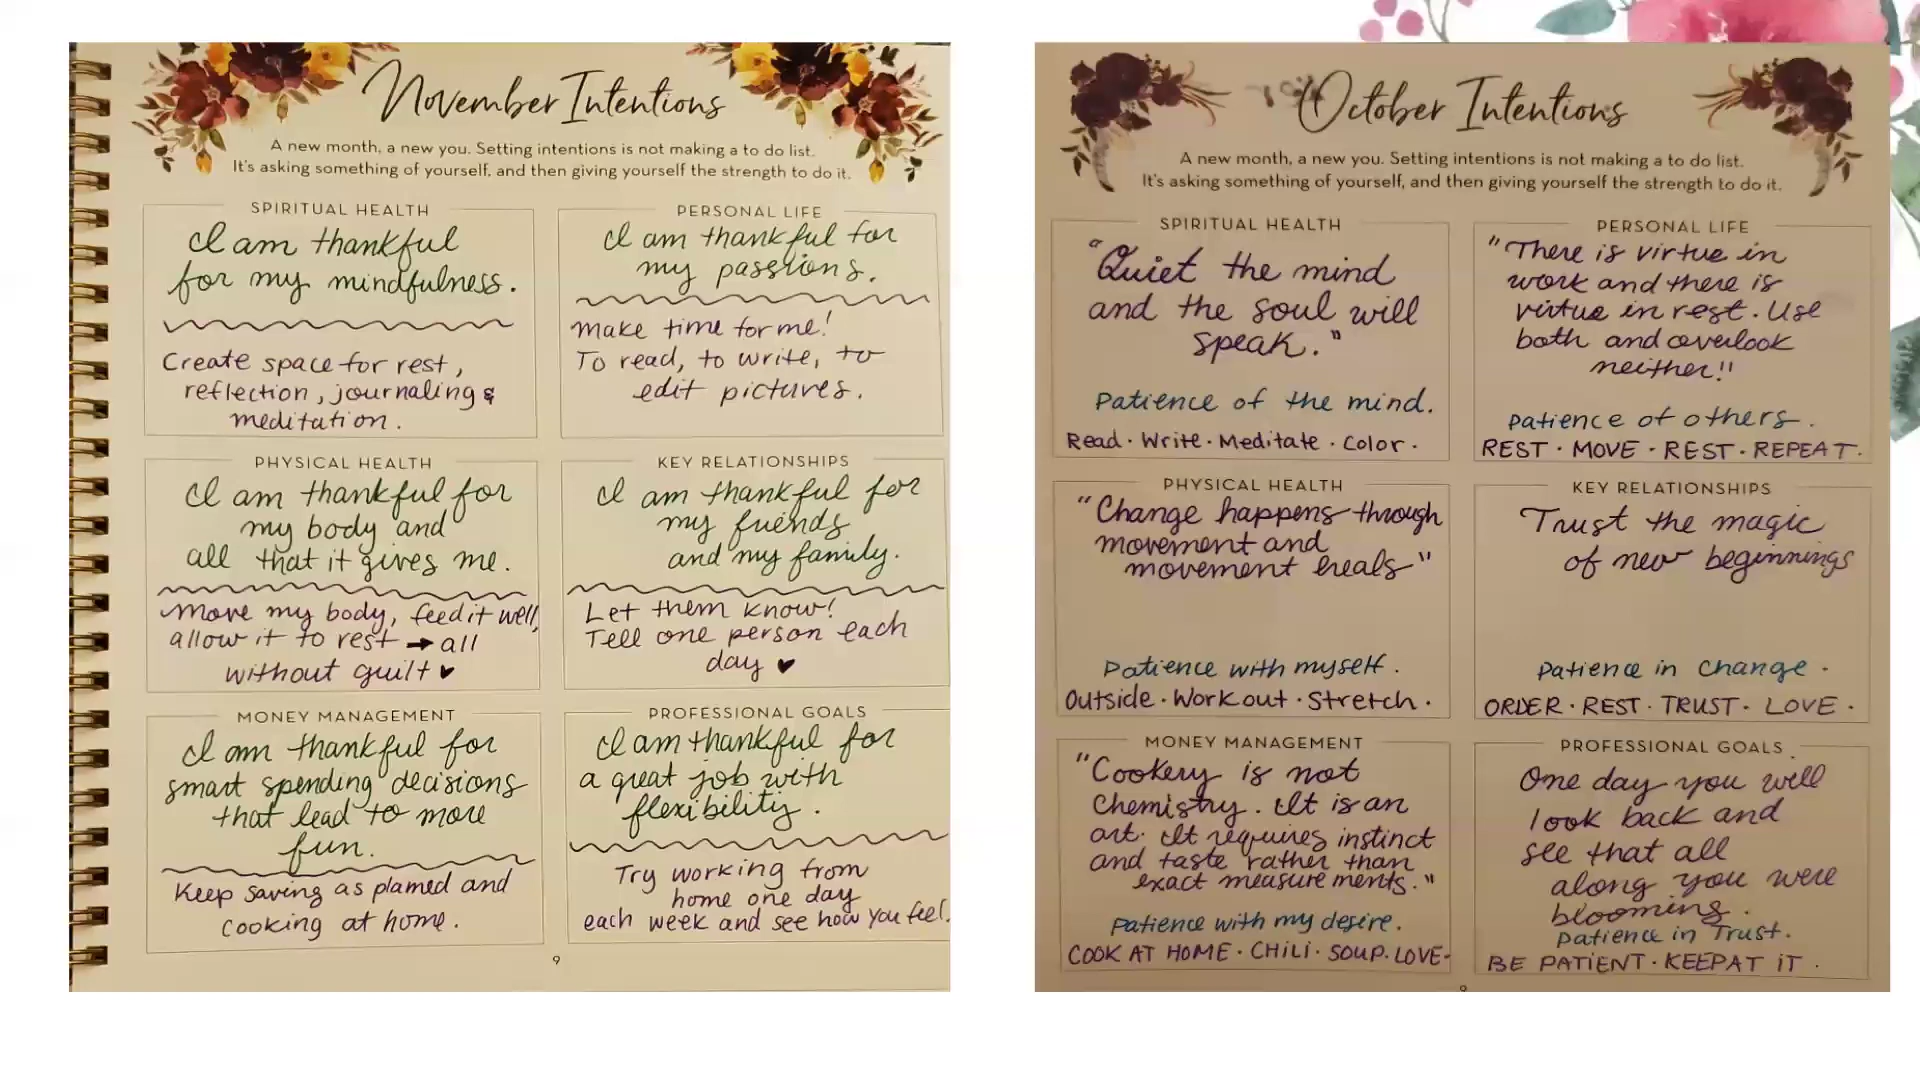 November Intentions
A new month, a new you. Setting intentions is not making a to do list.
It's asking something of yourself, and then giving yourself the strength to do it.
SPIRITUAL HEALTH
I am thankful
for my mindfulness.
Create space for rest,
reflection, journaling &
meditation.
PERSONAL LIFE
I am thankful for
my passions.
Make time for me!
To read, to write, to
edit pictures.
PHYSICAL HEALTH
I am thankful for
my body and
all that it gives me.
Move my body, feed it well,
allow it to rest → all
without guilt ♥
KEY RELATIONSHIPS
I am thankful for
my friends
and my family.
Let them know!
Tell one person each
day ♥
MONEY MANAGEMENT
I am thankful for
smart spending decisions
that lead to more
fun.
Keep saving as planned and
cooking at home.
PROFESSIONAL GOALS
I am thankful for
a great job with
flexibility.
Try working from
home one day
each week and see how you feel.
9
October Intentions
A new month, a new you. Setting intentions is not making a to do list.
It's asking something of yourself, and then giving yourself the strength to do it.
SPIRITUAL HEALTH
"Quiet the mind
and the soul will
speak."
Patience of the mind.
Read · Write · Meditate · Color ·
PERSONAL LIFE
"There is virtue in
work and there is
virtue in rest. Use
both and overlook
neither!!
Patience of others.
REST · MOVE · REST · REPEAT.
PHYSICAL HEALTH
"Change happens through
movement and
movement heals"
Patience with myself.
Outside · Workout · Stretch ·
KEY RELATIONSHIPS
Trust the magic
of new beginnings
Patience in change ·
ORDER · REST · TRUST · LOVE ·
MONEY MANAGEMENT
"Cookery is not
Chemistry. It is an
art. It requires instinct
and taste rather than
exact measurements."
Patience with my desire.
COOK AT HOME · CHILI · SOUP · LOVE ·
PROFESSIONAL GOALS
One day you will
look back and
see that all
along you were
blooming.
Patience in Trust.
BE PATIENT · KEEP AT IT ·
9